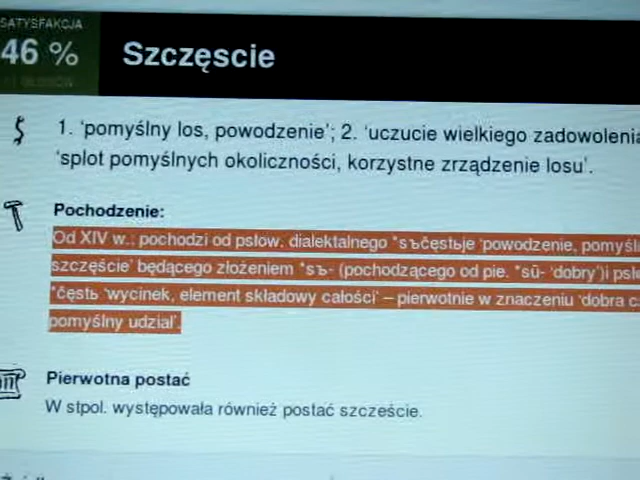 SATYSFAKCJA
46 %
Szczęscie
1. ‘pomyślny los, powodzenie’; 2. ‘uczucie wielkiego zadowolenia
‘splot pomyślnych okoliczności, korzystne zrządzenie losu’.
Pochodzenie:
Od XIV w.; pochodzi od psłow. dialektalnego *sъčęstьje ‘powodzenie, pomyśln
szczęście’ będącego złożeniem *sъ- (pochodzącego od pie. *sŭ- ‘dobry’)i psł
*čęstь ‘wycinek, element składowy całości’ – pierwotnie w znaczeniu ‘dobra c
pomyślny udział’.
Pierwotna postać
W stpol. występowała również postać szczeście.